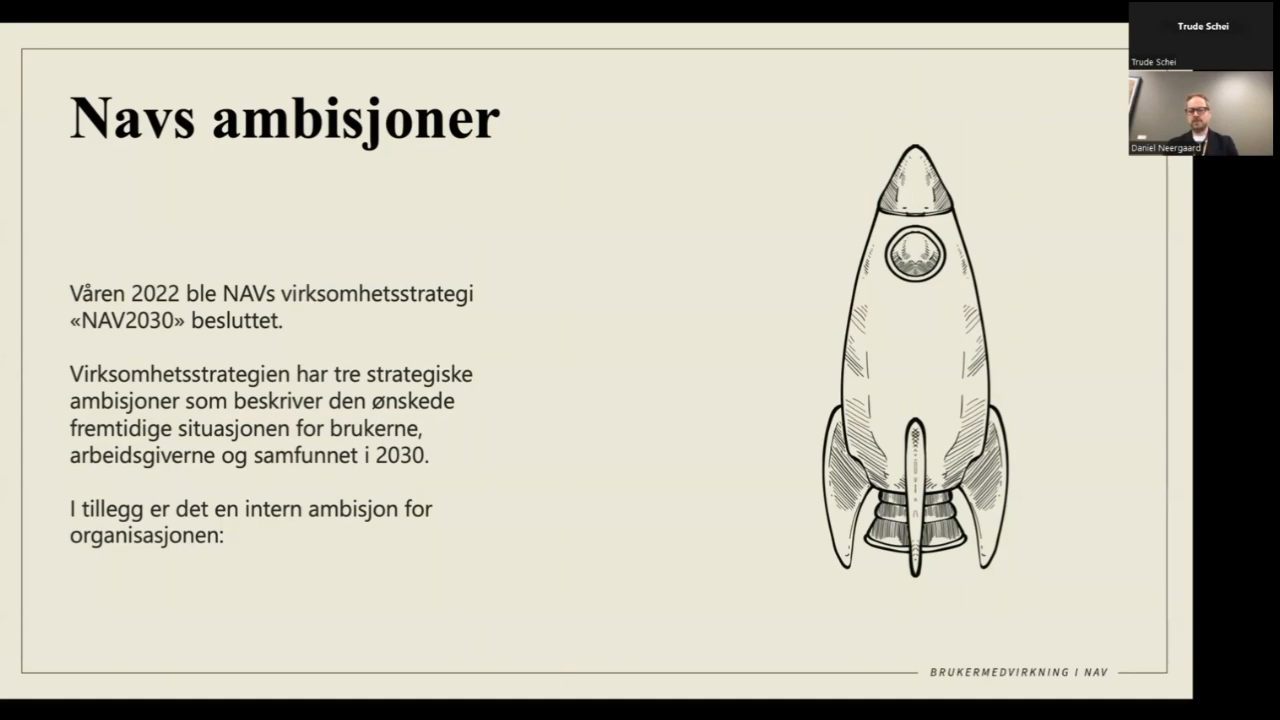 Trude Schei
Trude Schei
Daniel Neergaard
Navs ambisjoner
Våren 2022 ble NAVs virksomhetsstrategi
«NAV2030» besluttet.
Virksomhetsstrategien har tre strategiske
ambisjoner som beskriver den ønskede
fremtidige situasjonen for brukerne,
arbeidsgiverne og samfunnet i 2030.
I tillegg er det en intern ambisjon for
organisasjonen:
BRUKERMEDVIRKNING I NAV